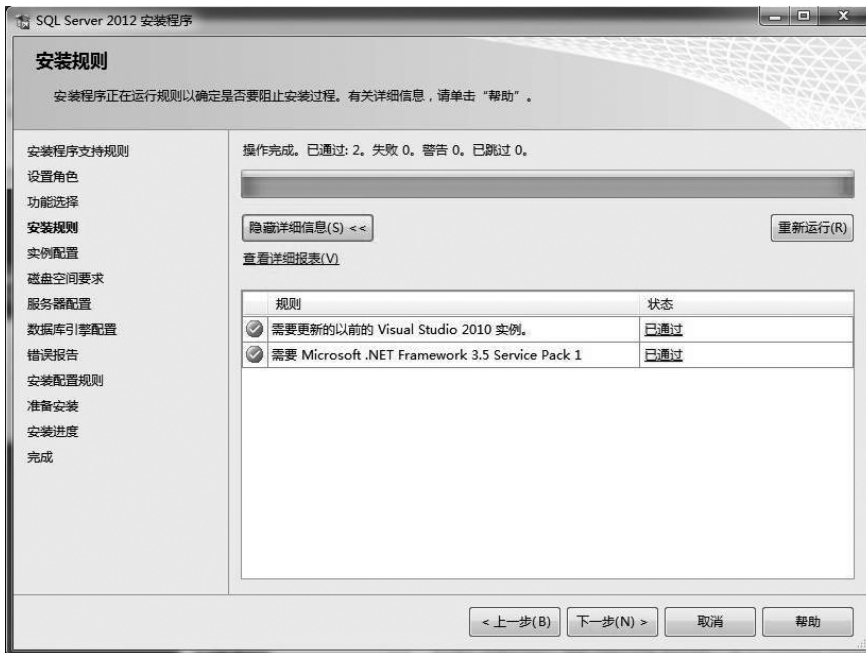 SQL Server 2012 安装程序
安装规则
安装程序正在运行规则以确定是否要阻止安装过程。有关详细信息，请单击“帮助”。
安装程序支持规则
设置角色
功能选择
安装规则
实例配置
磁盘空间要求
服务器配置
数据库引擎配置
错误报告
安装配置规则
准备安装
安装进度
完成
操作完成。已通过: 2。失败 0。警告 0。已跳过 0。
隐藏详细信息(S) <<
重新运行(R)
查看详细报表(V)
规则 状态
需要更新的以前的 Visual Studio 2010 实例。 已通过
需要 Microsoft .NET Framework 3.5 Service Pack 1 已通过
< 上一步(B) 下一步(N) > 取消 帮助